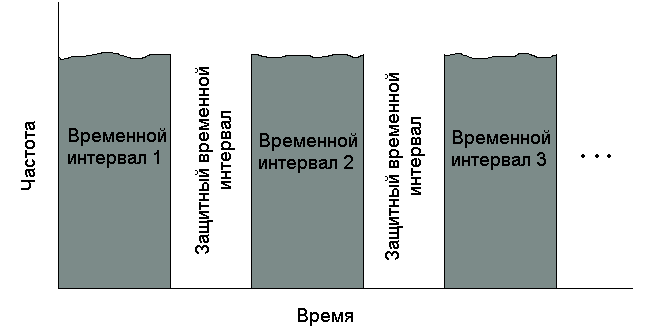 Частота
Временной
интервал 1
Защитный временной
интервал
Временной
интервал 2
Защитный временной
интервал
Временной
интервал 3
...
Время